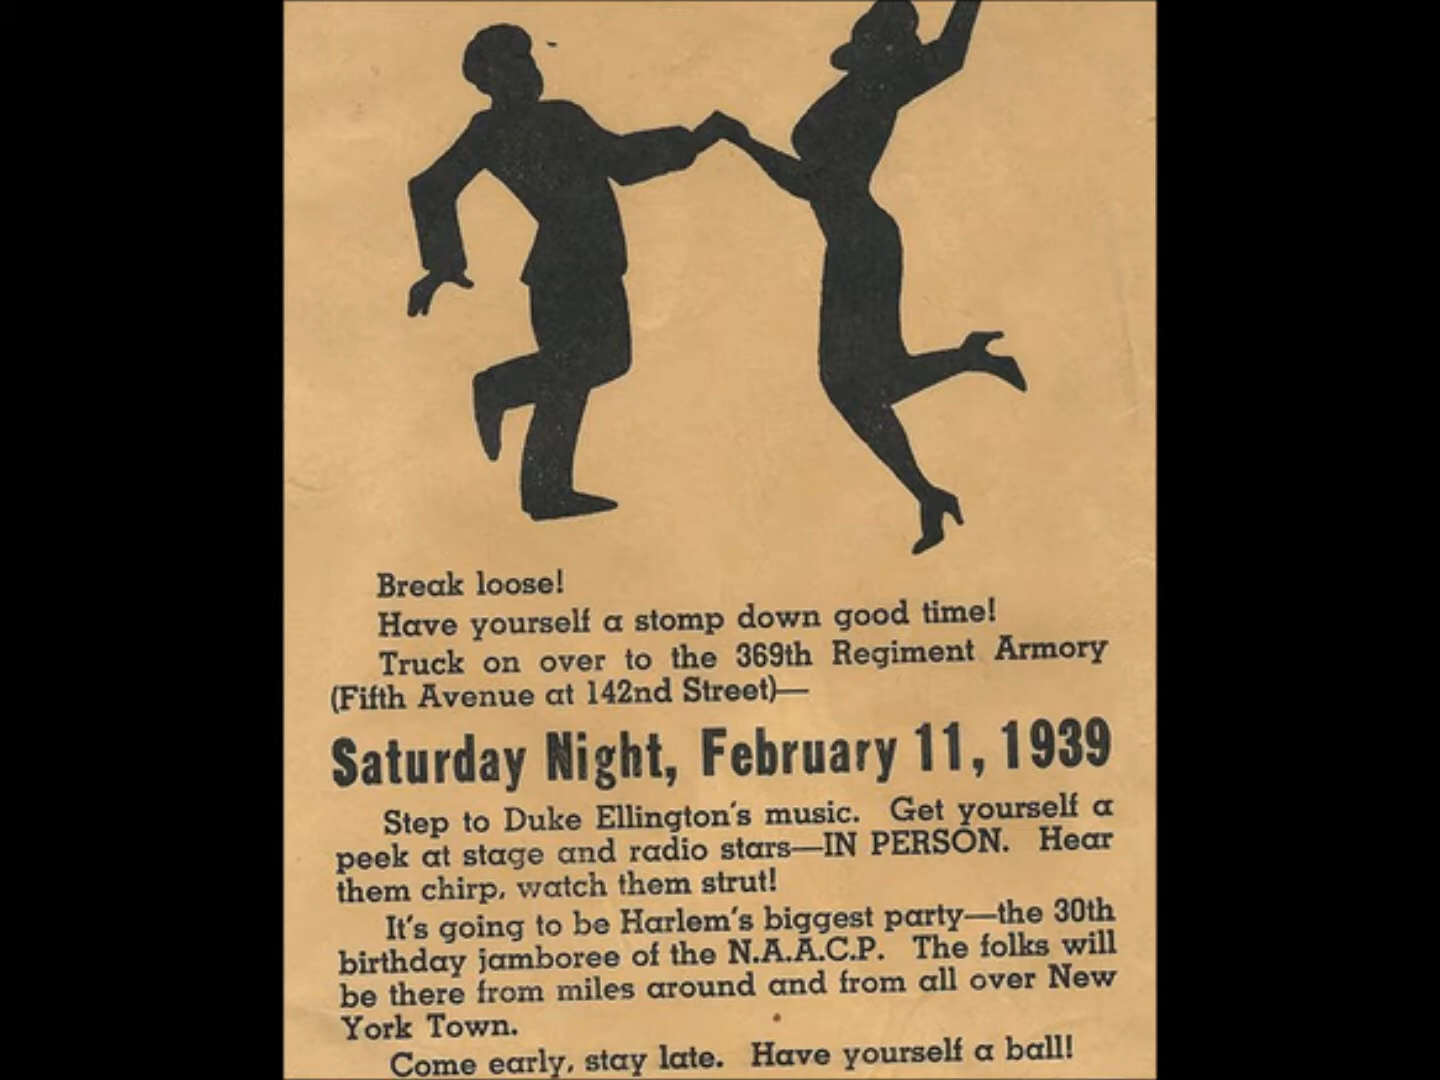 Break loose!
Have yourself a stomp down good time!
Truck on over to the 369th Regiment Armory
(Fifth Avenue at 142nd Street)—
Saturday Night, February 11, 1939
Step to Duke Ellington's music. Get yourself a
peek at stage and radio stars—IN PERSON. Hear
them chirp, watch them strut!
It's going to be Harlem's biggest party—the 30th
birthday jamboree of the N.A.A.C.P. The folks will
be there from miles around and from all over New
York Town.
Come early, stay late. Have yourself a ball!